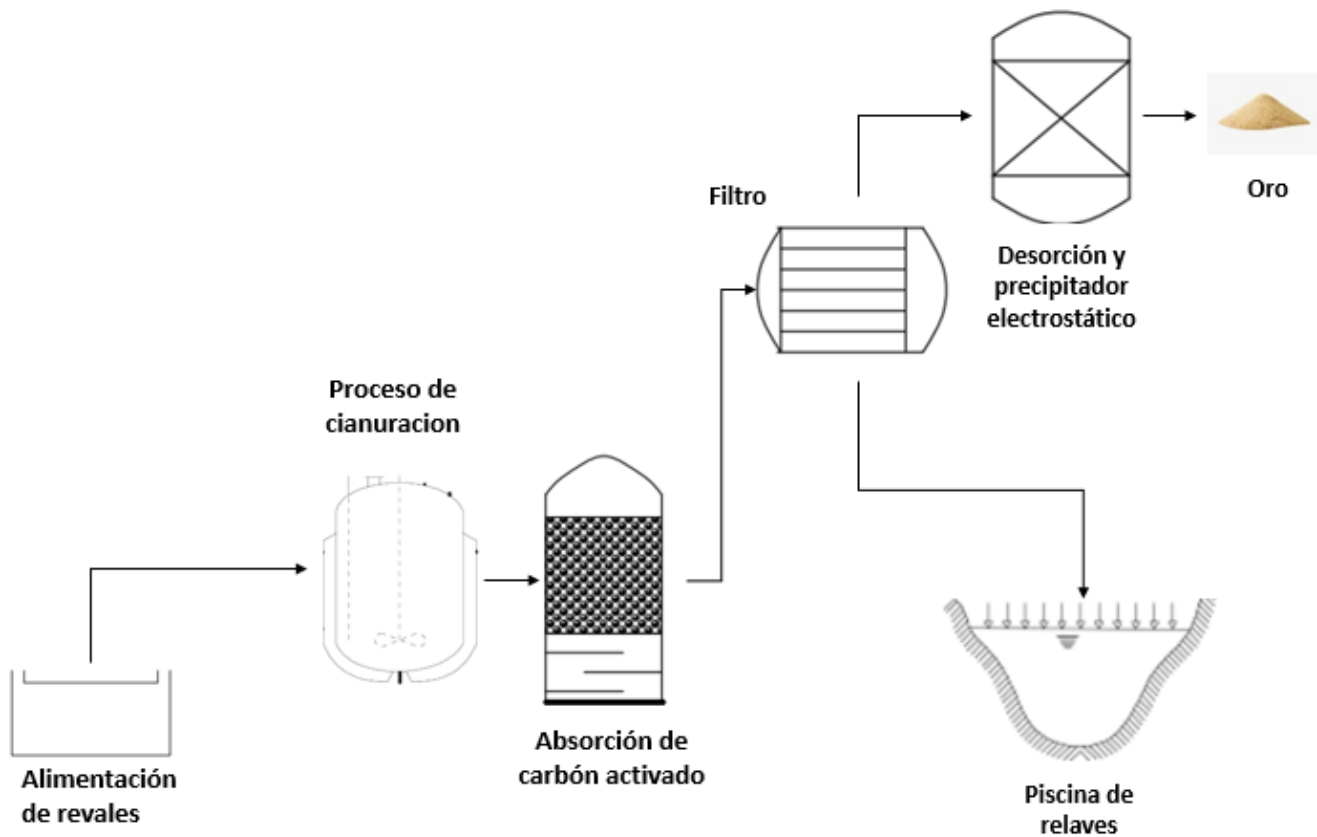 Alimentación
de revales
Proceso de
cianuracion
Absorción de
carbón activado
Filtro
Desorción y
precipitador
electrostático
Oro
Piscina de
relaves